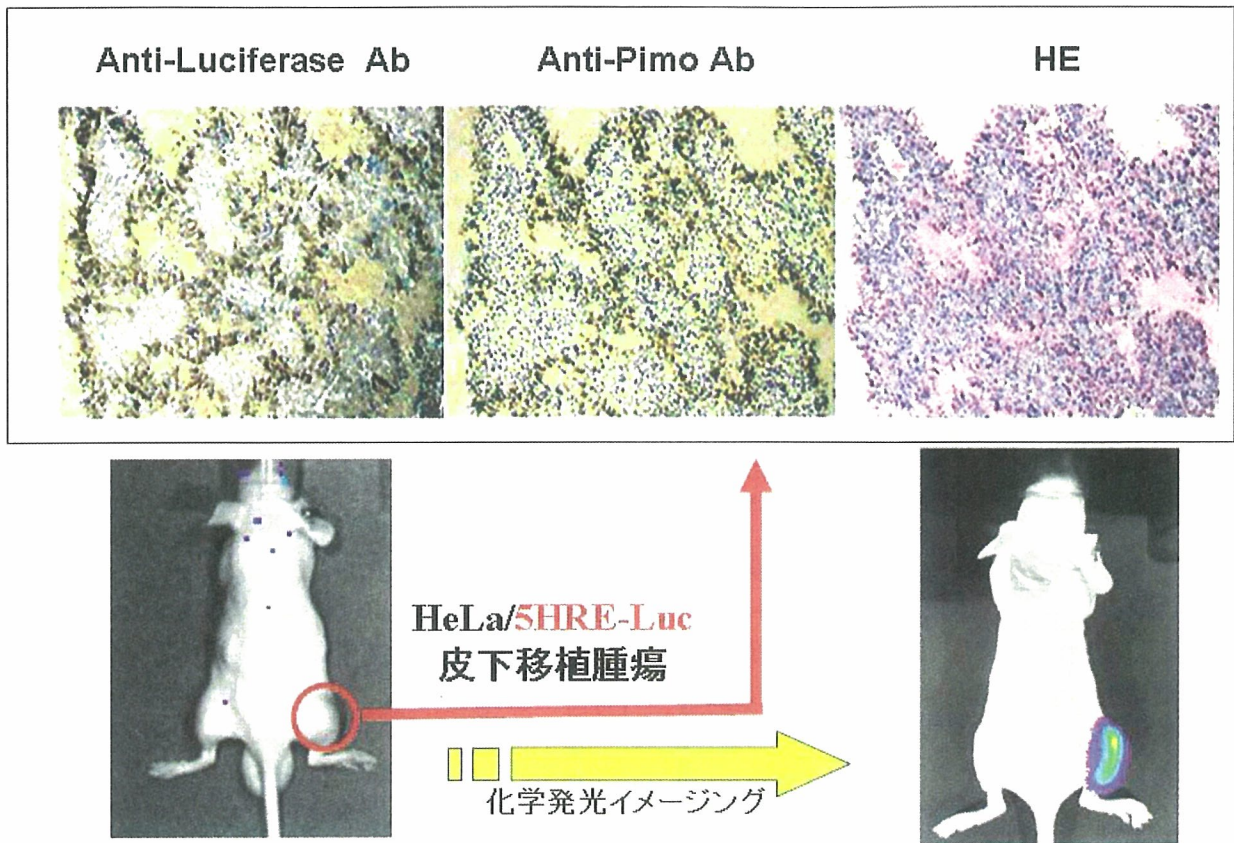 Anti-Luciferase Ab
Anti-Pimo Ab
HE
HeLa/5HRE-Luc
皮下移植腫瘍
化学発光イメージング